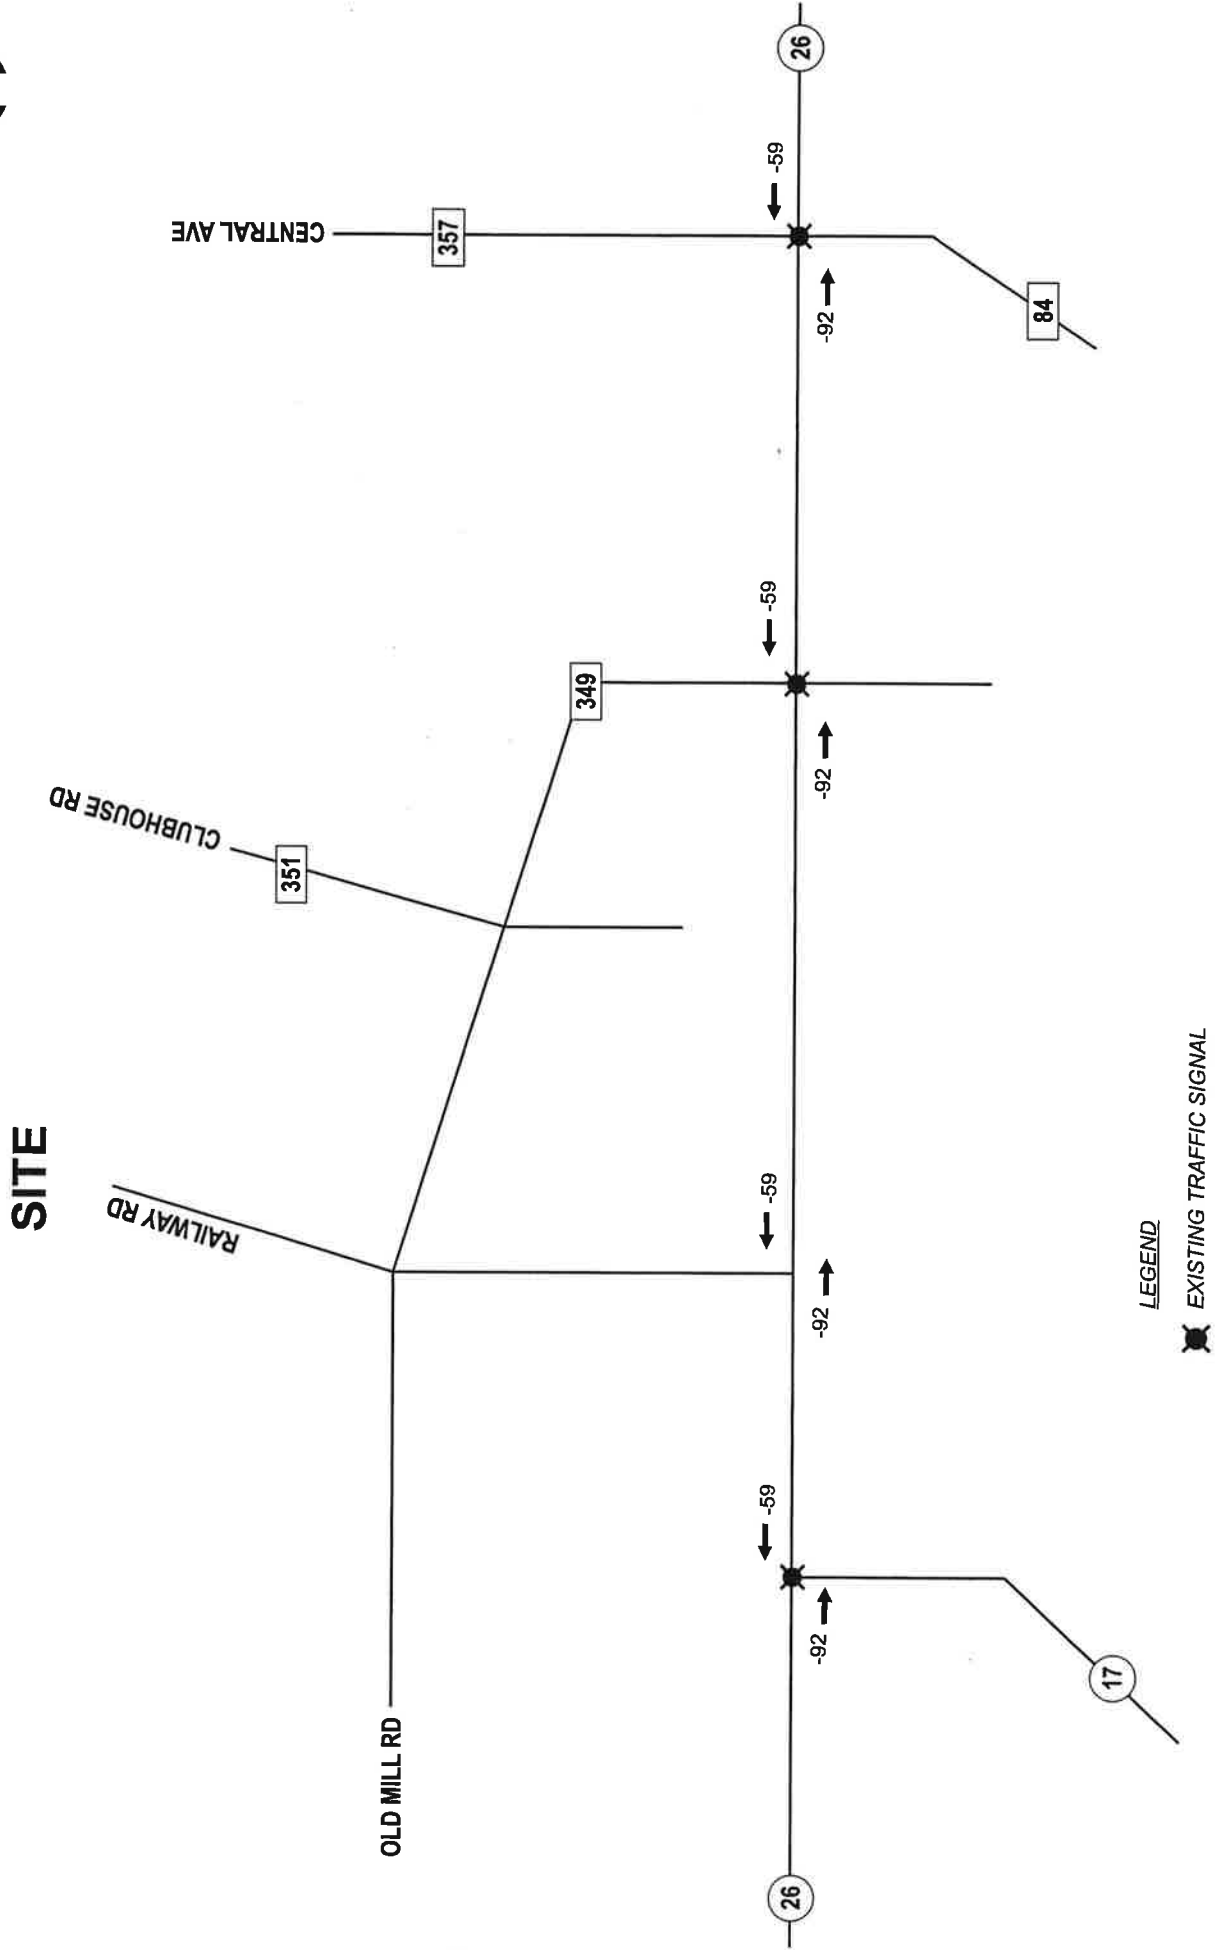 SITE
CLUBHOUSE RD
RAILWAY RD
CENTRAL AVE
351
OLD MILL RD
357
349
-59
-59
-59
-59
26
26
-92
-92
-92
-92
84
17
LEGEND
EXISTING TRAFFIC SIGNAL